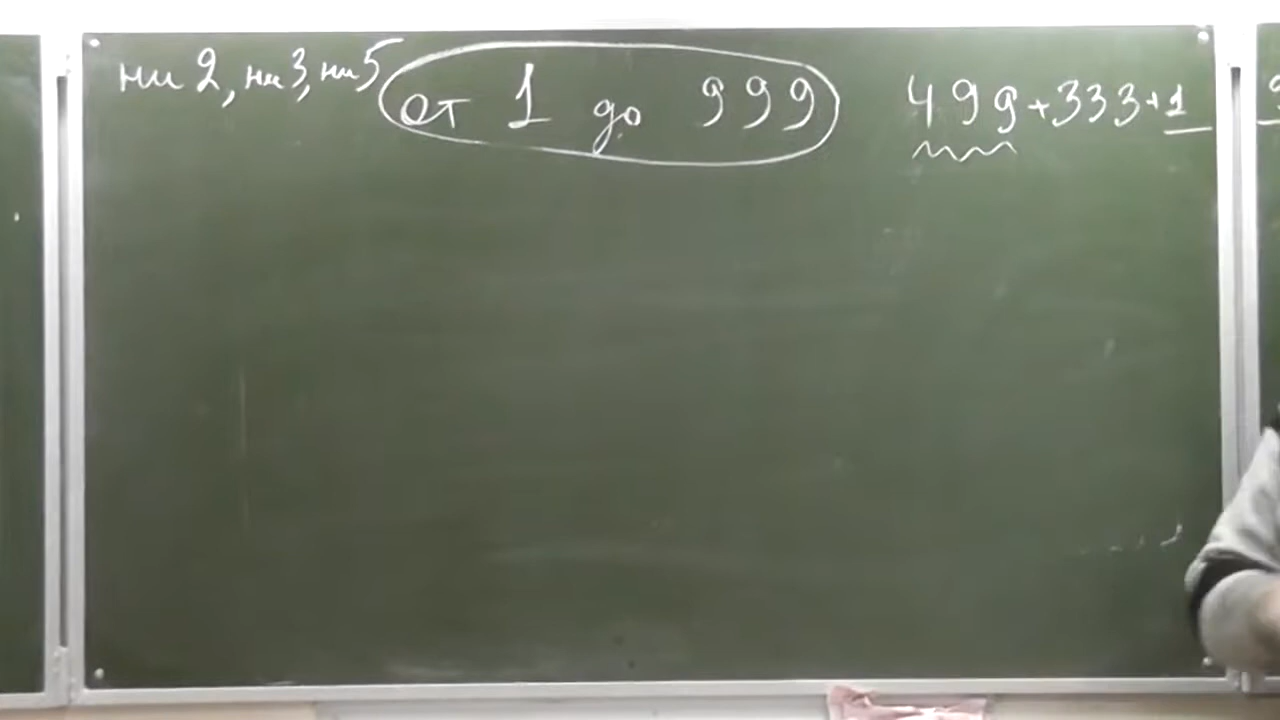 ни 2, ни 3, ни 5 от 1 до 999 499+333+1